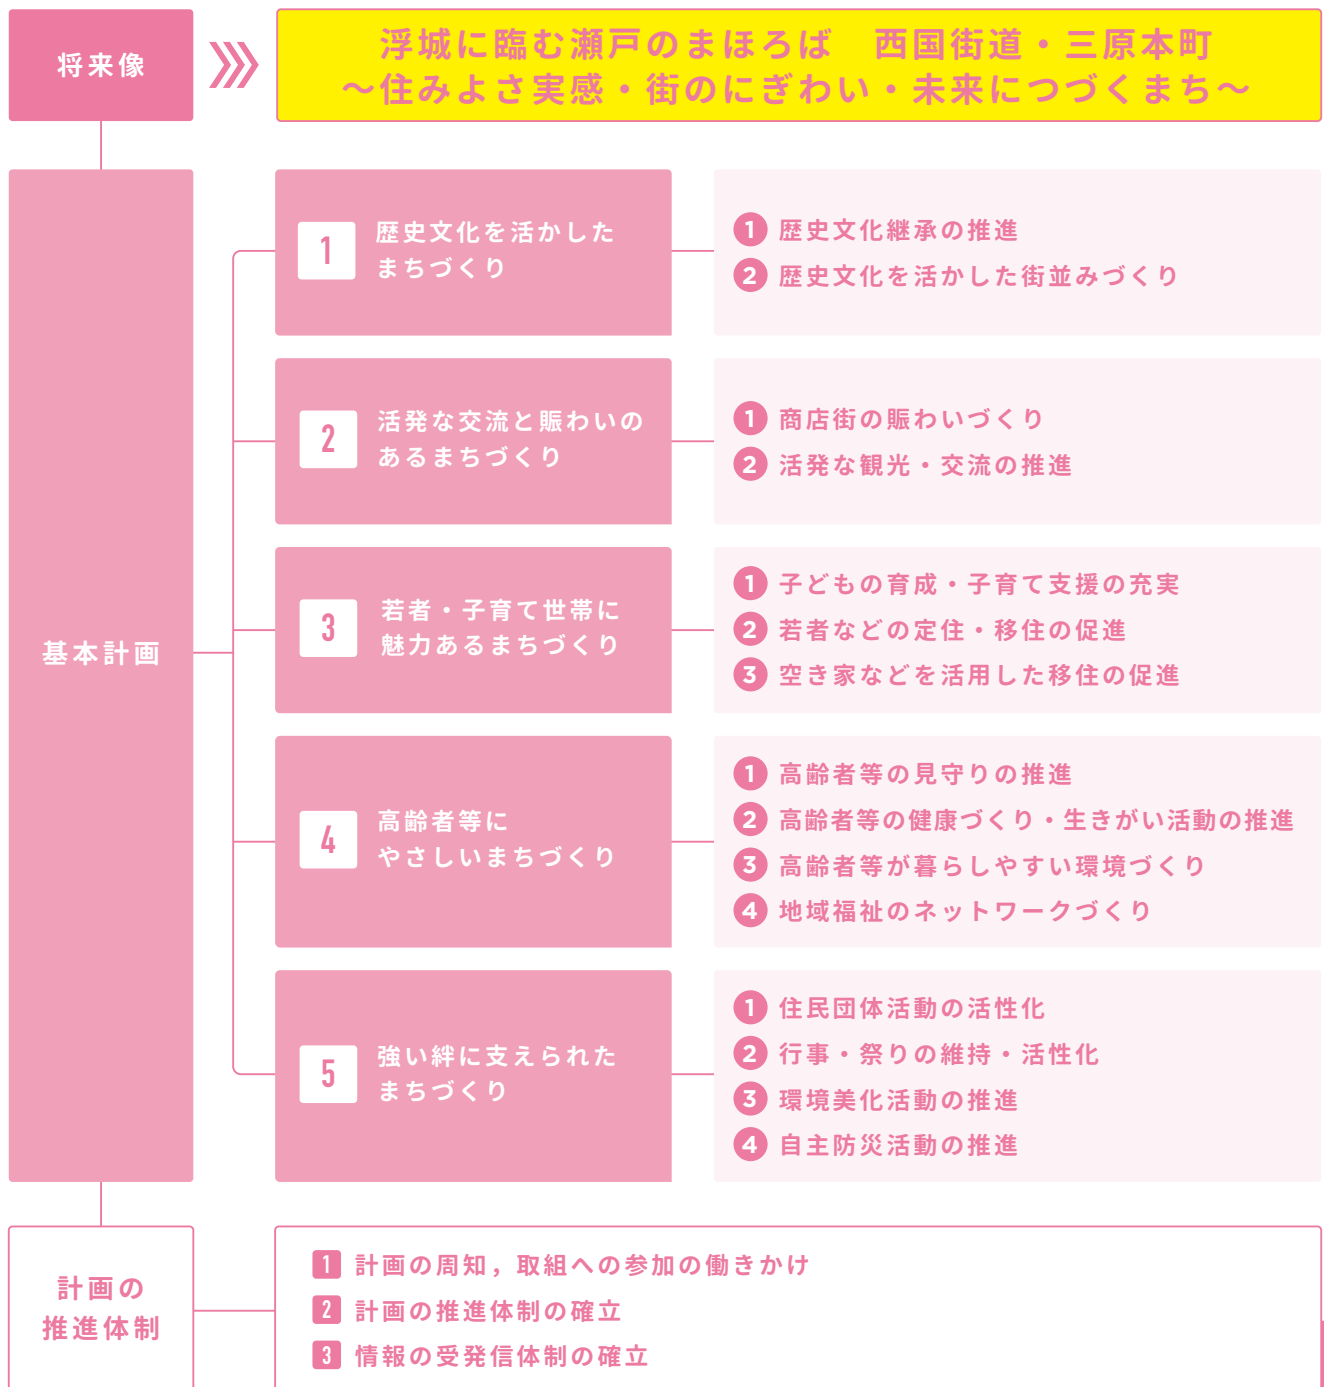 将来像
浮城に臨む瀬戸のまほろば　西国街道・三原本町
～住みよさ実感・街のにぎわい・未来につづくまち～
基本計画
1
歴史文化を活かした
まちづくり
1 歴史文化継承の推進
2 歴史文化を活かした街並みづくり
2
活発な交流と賑わいの
あるまちづくり
1 商店街の賑わいづくり
2 活発な観光・交流の推進
3
若者・子育て世帯に
魅力あるまちづくり
1 子どもの育成・子育て支援の充実
2 若者などの定住・移住の促進
3 空き家などを活用した移住の促進
4
高齢者等に
やさしいまちづくり
1 高齢者等の見守りの推進
2 高齢者等の健康づくり・生きがい活動の推進
3 高齢者等が暮らしやすい環境づくり
4 地域福祉のネットワークづくり
5
強い絆に支えられた
まちづくり
1 住民団体活動の活性化
2 行事・祭りの維持・活性化
3 環境美化活動の推進
4 自主防災活動の推進
計画の
推進体制
1 計画の周知，取組への参加の働きかけ
2 計画の推進体制の確立
3 情報の受発信体制の確立